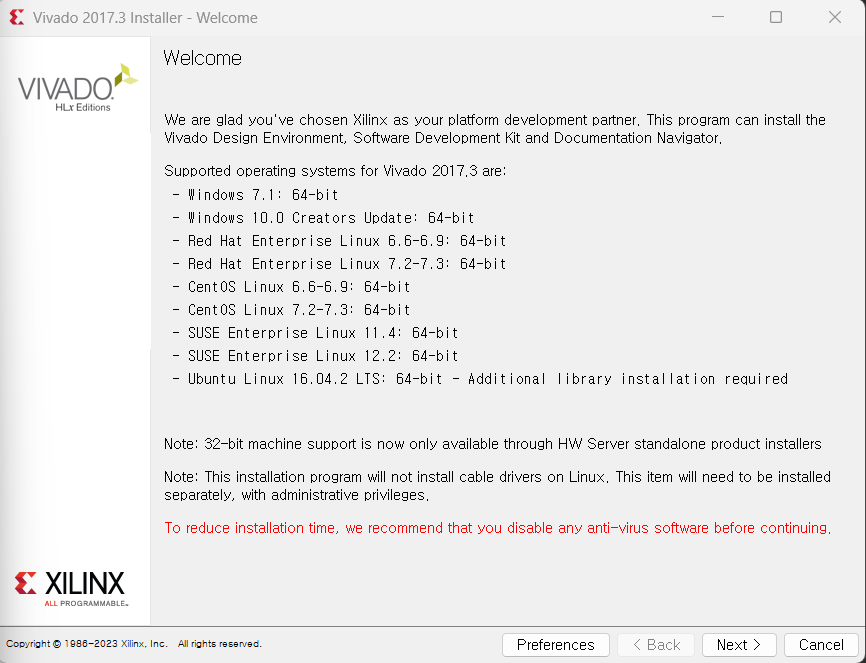 Vivado 2017.3 Installer - Welcome
VIVADO.
HLx Editions
Welcome
We are glad you've chosen Xilinx as your platform development partner. This program can install the
Vivado Design Environment, Software Development Kit and Documentation Navigator.
Supported operating systems for Vivado 2017.3 are:
- Windows 7.1: 64-bit
- Windows 10.0 Creators Update: 64-bit
- Red Hat Enterprise Linux 6.6-6.9: 64-bit
- Red Hat Enterprise Linux 7.2-7.3: 64-bit
- CentOS Linux 6.6-6.9: 64-bit
- CentOS Linux 7.2-7.3: 64-bit
- SUSE Enterprise Linux 11.4: 64-bit
- SUSE Enterprise Linux 12.2: 64-bit
- Ubuntu Linux 16.04.2 LTS: 64-bit - Additional library installation required
Note: 32-bit machine support is now only available through HW Server standalone product installers
Note: This installation program will not install cable drivers on Linux. This item will need to be installed
separately, with administrative privileges.
To reduce installation time, we recommend that you disable any anti-virus software before continuing.
XILINX
ALL PROGRAMMABLE™
Copyright © 1986-2023 Xilinx, Inc. All rights reserved.
Preferences < Back Next > Cancel